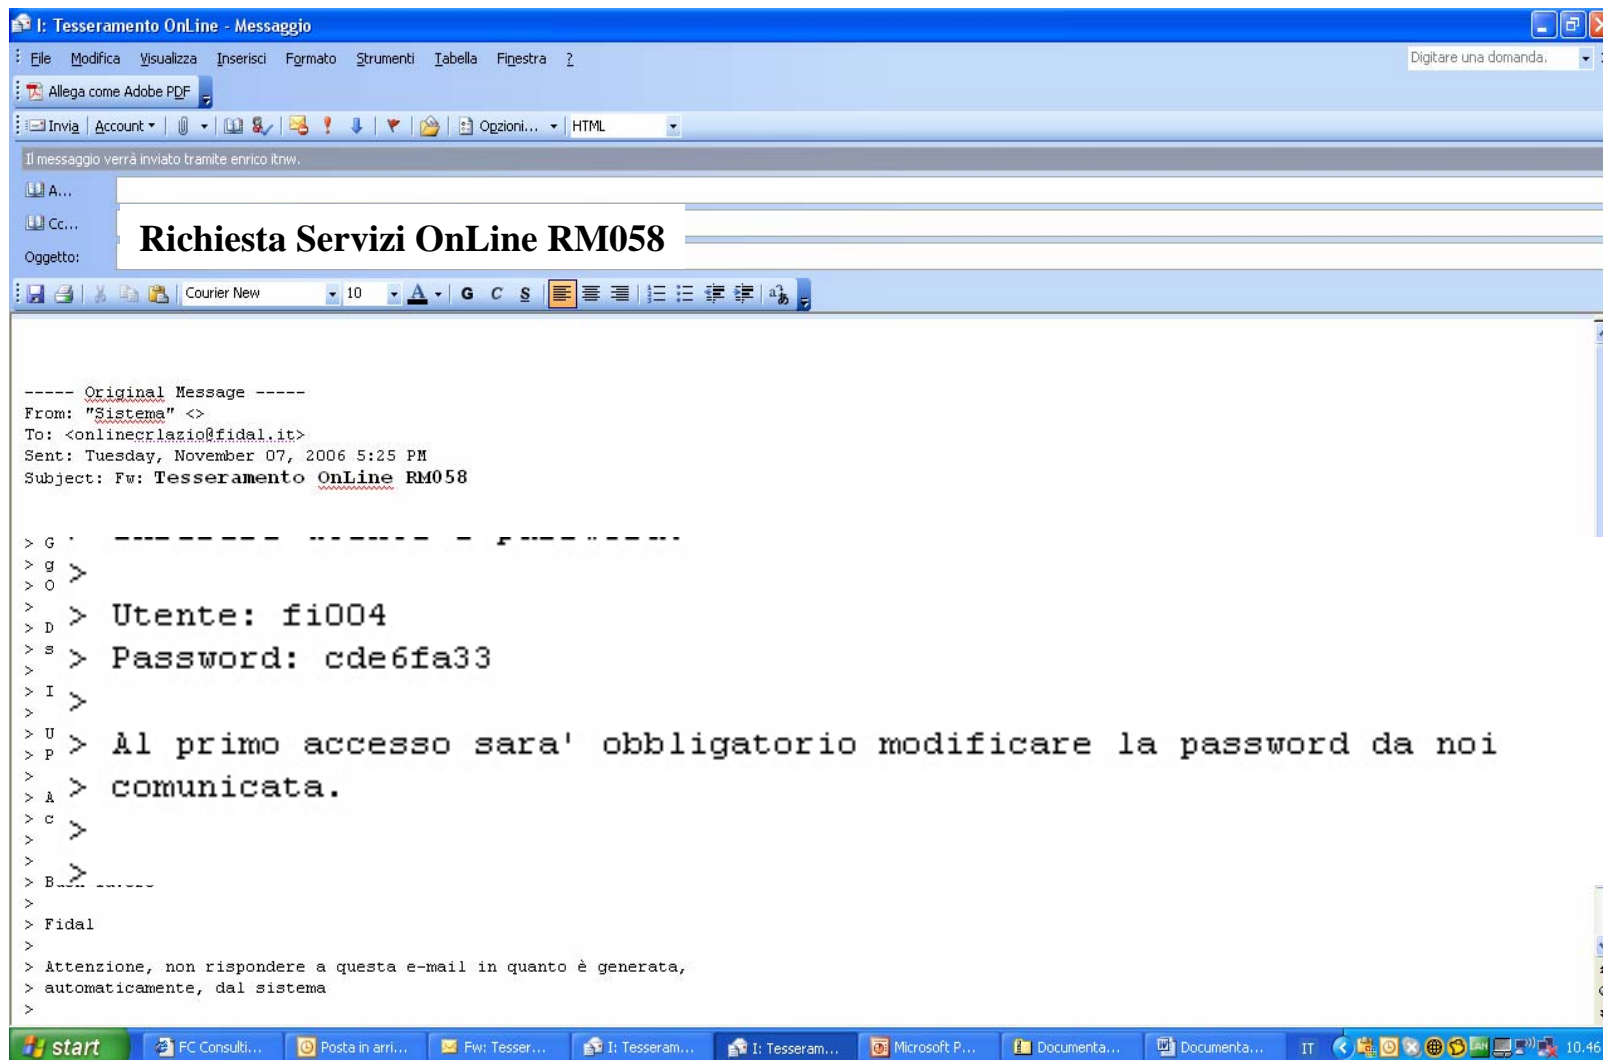 I: Tesseramento OnLine - Messaggio
File Modifica Visualizza Inserisci Formato Strumenti Tabella Finestra ?
Digitare una domanda.
Allega come Adobe PDF
Invia Account Opzioni... HTML
Il messaggio verrà inviato tramite enrico itnw.
A...
Cc...
Richiesta Servizi OnLine RM058
Oggetto:
Courier New 10 A G C S
----- Original Message -----
From: "Sistema" <>
To: <onlinecrlazio@fidal.it>
Sent: Tuesday, November 07, 2006 5:25 PM
Subject: Fw: Tesseramento OnLine RM058
> G
> g >
> O
>
> D > Utente: fi004
> s > Password: cde6fa33
>
> I >
>
> U > Al primo accesso sara' obbligatorio modificare la password da noi
> P
>
> A > comunicata.
> c >
>
>
> B >
>
> Fidal
>
> Attenzione, non rispondere a questa e-mail in quanto è generata,
> automaticamente, dal sistema
>
start FC Consulti... Posta in arri... Fw: Tesser... I: Tesseram... I: Tesseram... Microsoft P... Documenta... Documenta... IT 10.46